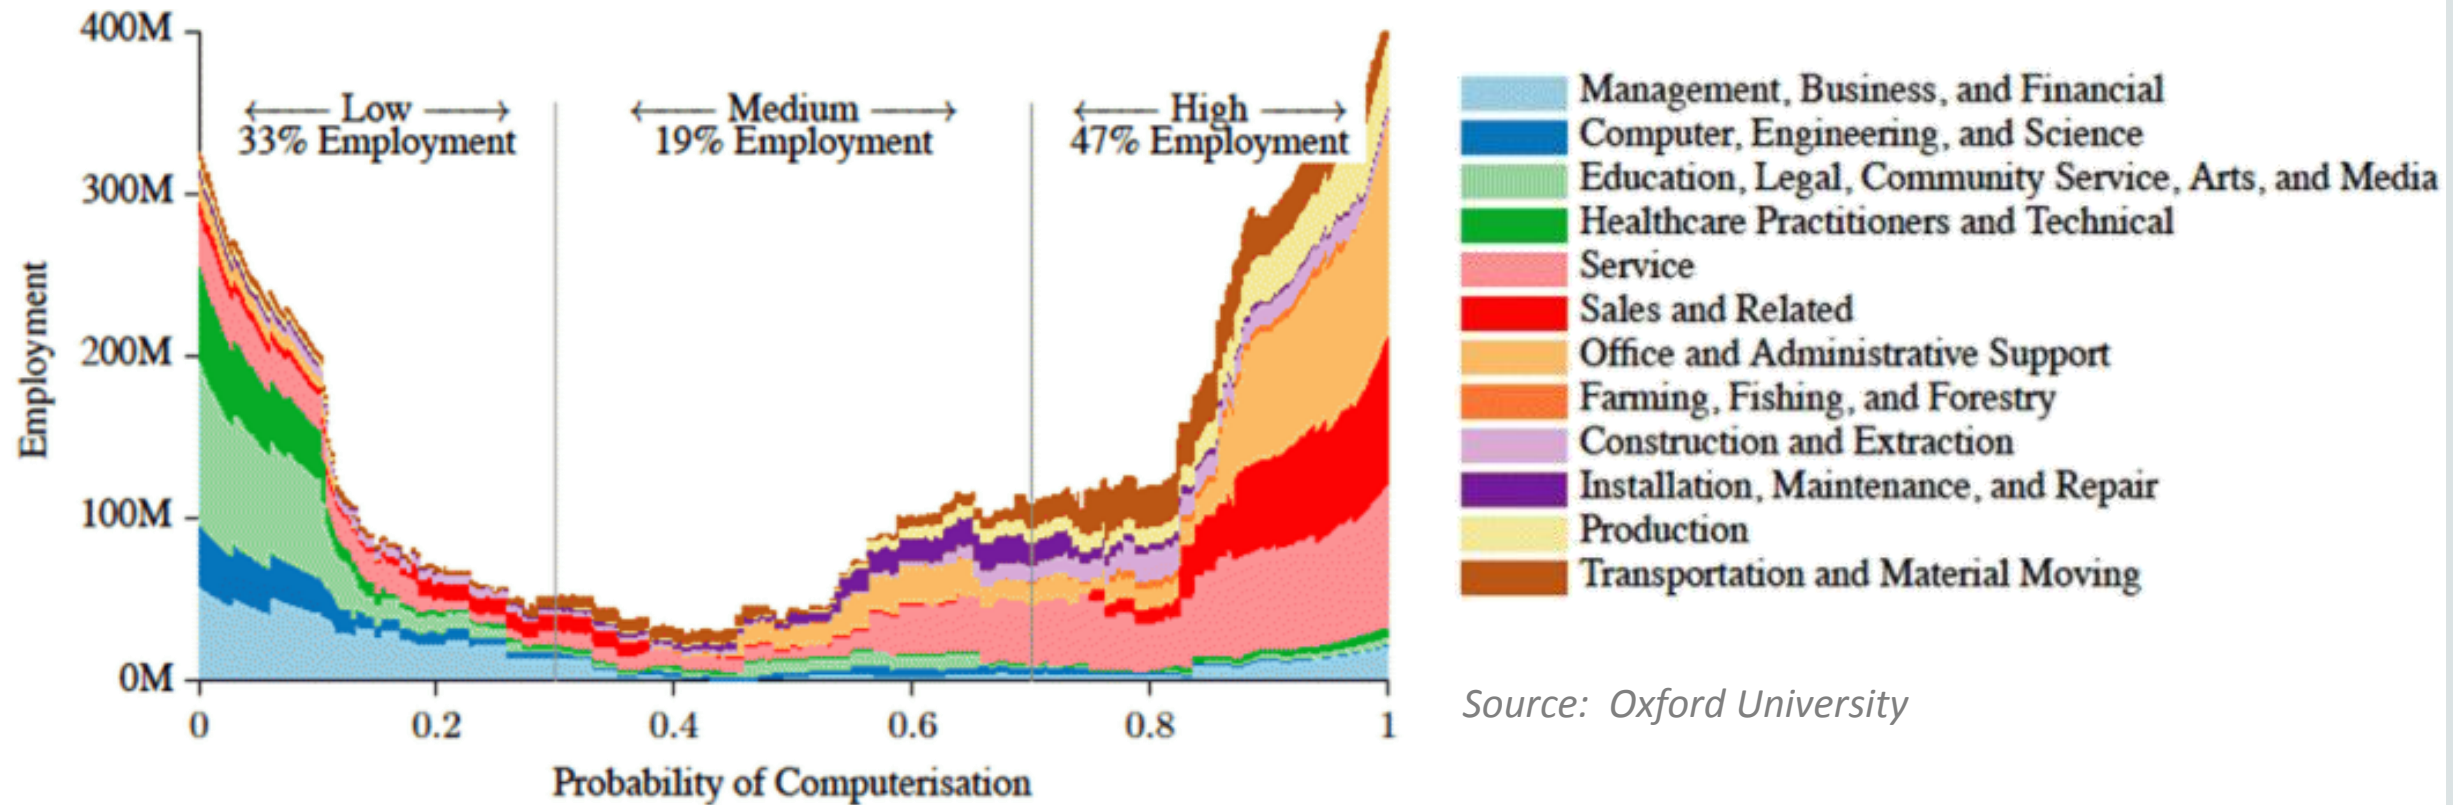 400M
300M
200M
100M
0M
Employment
← Low →
33% Employment
← Medium →
19% Employment
← High →
47% Employment
0
0.2
0.4
0.6
0.8
1
Probability of Computerisation
Management, Business, and Financial
Computer, Engineering, and Science
Education, Legal, Community Service, Arts, and Media
Healthcare Practitioners and Technical
Service
Sales and Related
Office and Administrative Support
Farming, Fishing, and Forestry
Construction and Extraction
Installation, Maintenance, and Repair
Production
Transportation and Material Moving
Source: Oxford University